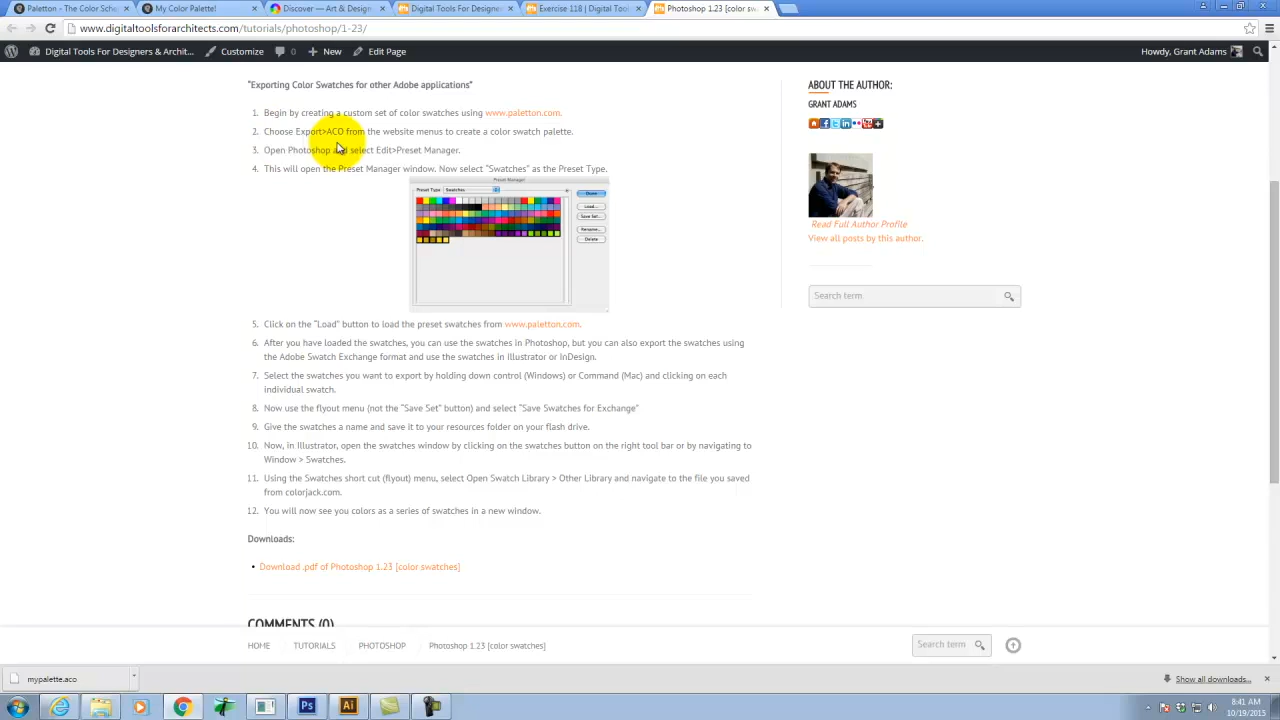 Paletton - The Color Sche
My Color Palette!
Discover — Art & Design
Digital Tools For Designer
Exercise 118 | Digital Tool
Photoshop 1.23 [color sw
www.digitaltoolsforarchitects.com/tutorials/photoshop/1-23/
Digital Tools For Designers/Architects...
Customize
0
New
Edit Page
Howdy, Grant Adams
"Exporting Color Swatches for other Adobe applications"
1. Begin by creating a custom set of color swatches using www.paletton.com.
2. Choose Export>ACO from the website menus to create a color swatch palette.
3. Open Photoshop and select Edit>Preset Manager.
4. This will open the Preset Manager window. Now select "Swatches" as the Preset Type.
Preset Manager
Preset Type: Swatches
Done
Load...
Save Set...
Rename...
Delete
5. Click on the "Load" button to load the preset swatches from www.paletton.com.
6. After you have loaded the swatches, you can use the swatches in Photoshop, but you can also export the swatches using
the Adobe Swatch Exchange format and use the swatches in Illustrator or InDesign.
7. Select the swatches you want to export by holding down control (Windows) or Command (Mac) and clicking on each
individual swatch.
8. Now use the flyout menu (not the "Save Set" button) and select "Save Swatches for Exchange"
9. Give the swatches a name and save it to your resources folder on your flash drive.
10. Now, in Illustrator, open the swatches window by clicking on the swatches button on the right tool bar or by navigating to
Window > Swatches.
11. Using the Swatches short cut (flyout) menu, select Open Swatch Library > Other Library and navigate to the file you saved
from colorjack.com.
12. You will now see you colors as a series of swatches in a new window.
Downloads:
• Download .pdf of Photoshop 1.23 [color swatches]
COMMENTS (0)
ABOUT THE AUTHOR:
GRANT ADAMS
Read Full Author Profile
View all posts by this author.
Search term
HOME
TUTORIALS
PHOTOSHOP
Photoshop 1.23 [color swatches]
Search term
mypalette.aco
Show all downloads...
Ps
Ai
8:41 AM
10/19/2015